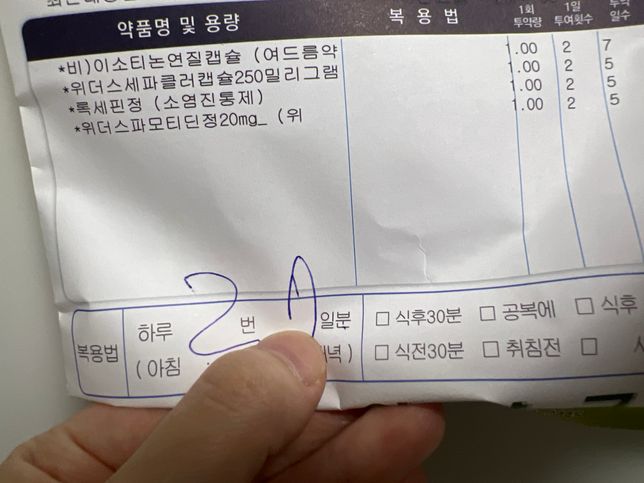 약품명 및 용량 복 용 법 1회 투약량 1일 투여횟수 투약 일수
*비)이소티논연질캡슐 (여드름약 1.00 2 7
*위더스세파클러캡슐250밀리그램 1.00 2 5
*록세핀정 (소염진통제) 1.00 2 5
*위더스파모티딘정20mg_ (위 1.00 2 5
복용법
하루 2 번 일분 □ 식후30분 □ 공복에 □ 식후
( 아침 녁 ) □ 식전30분 □ 취침전 □